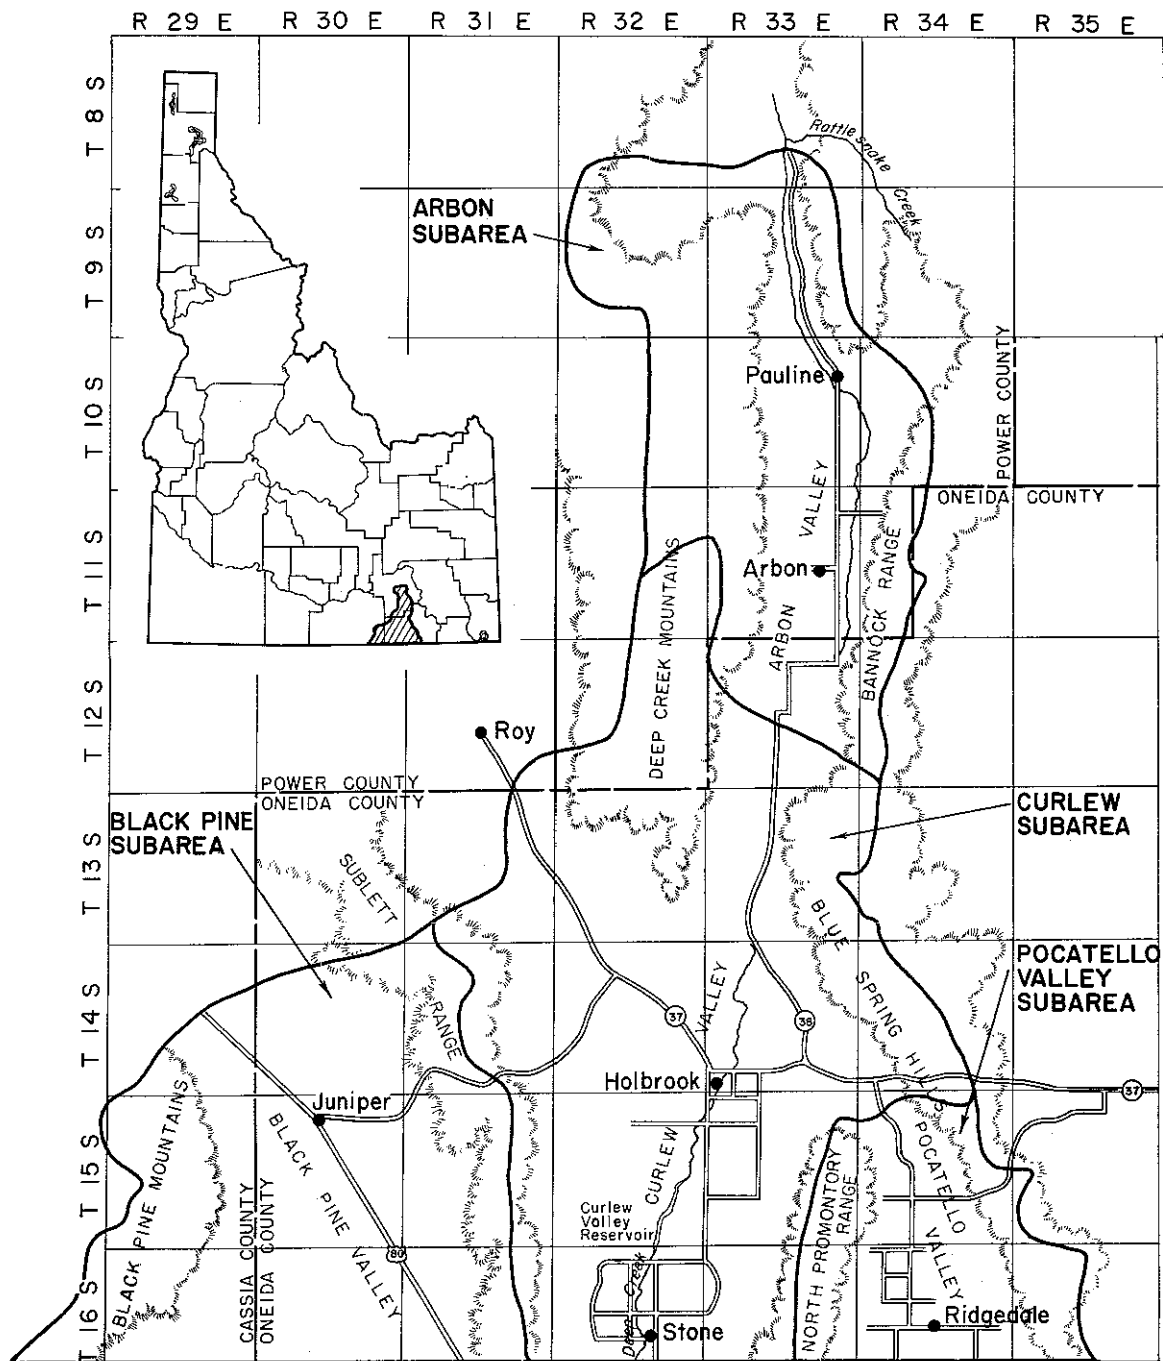 R 29 E
R 30 E
R 31 E
R 32 E
R 33 E
R 34 E
R 35 E
T 8 S
T 9 S
T 10 S
T 11 S
T 12 S
T 13 S
T 14 S
T 15 S
T 16 S
Rattle snake
Creek
ARBON
SUBAREA
Pauline
POWER COUNTY
ONEIDA COUNTY
ARBON VALLEY
Arbon
BANNOCK RANGE
DEEP CREEK MOUNTAINS
Roy
POWER COUNTY
ONEIDA COUNTY
BLACK PINE
SUBAREA
CURLEW
SUBAREA
SUBLETT
RANGE
BLUE SPRING HILLS
POCATELLO
VALLEY
SUBAREA
37
38
CURLEW VALLEY
Holbrook
37
Juniper
BLACK PINE MOUNTAINS
BLACK PINE VALLEY
80
CASSIA COUNTY
ONEIDA COUNTY
Curlew
Valley
Reservoir
Deep Creek
Stone
NORTH PROMONTORY
RANGE
POCATELLO VALLEY
Ridgedale